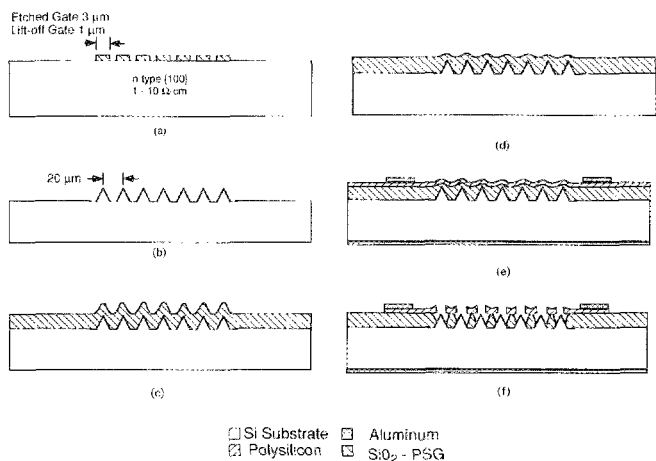 Etched Gate 3 µm
Lift-off Gate 1 µm
n type {100}
1 - 10 Ω·cm
(a)
20 µm
(b)
(c)
(d)
(e)
(f)
Si Substrate
Aluminum
Polysilicon
SiO₂ - PSG